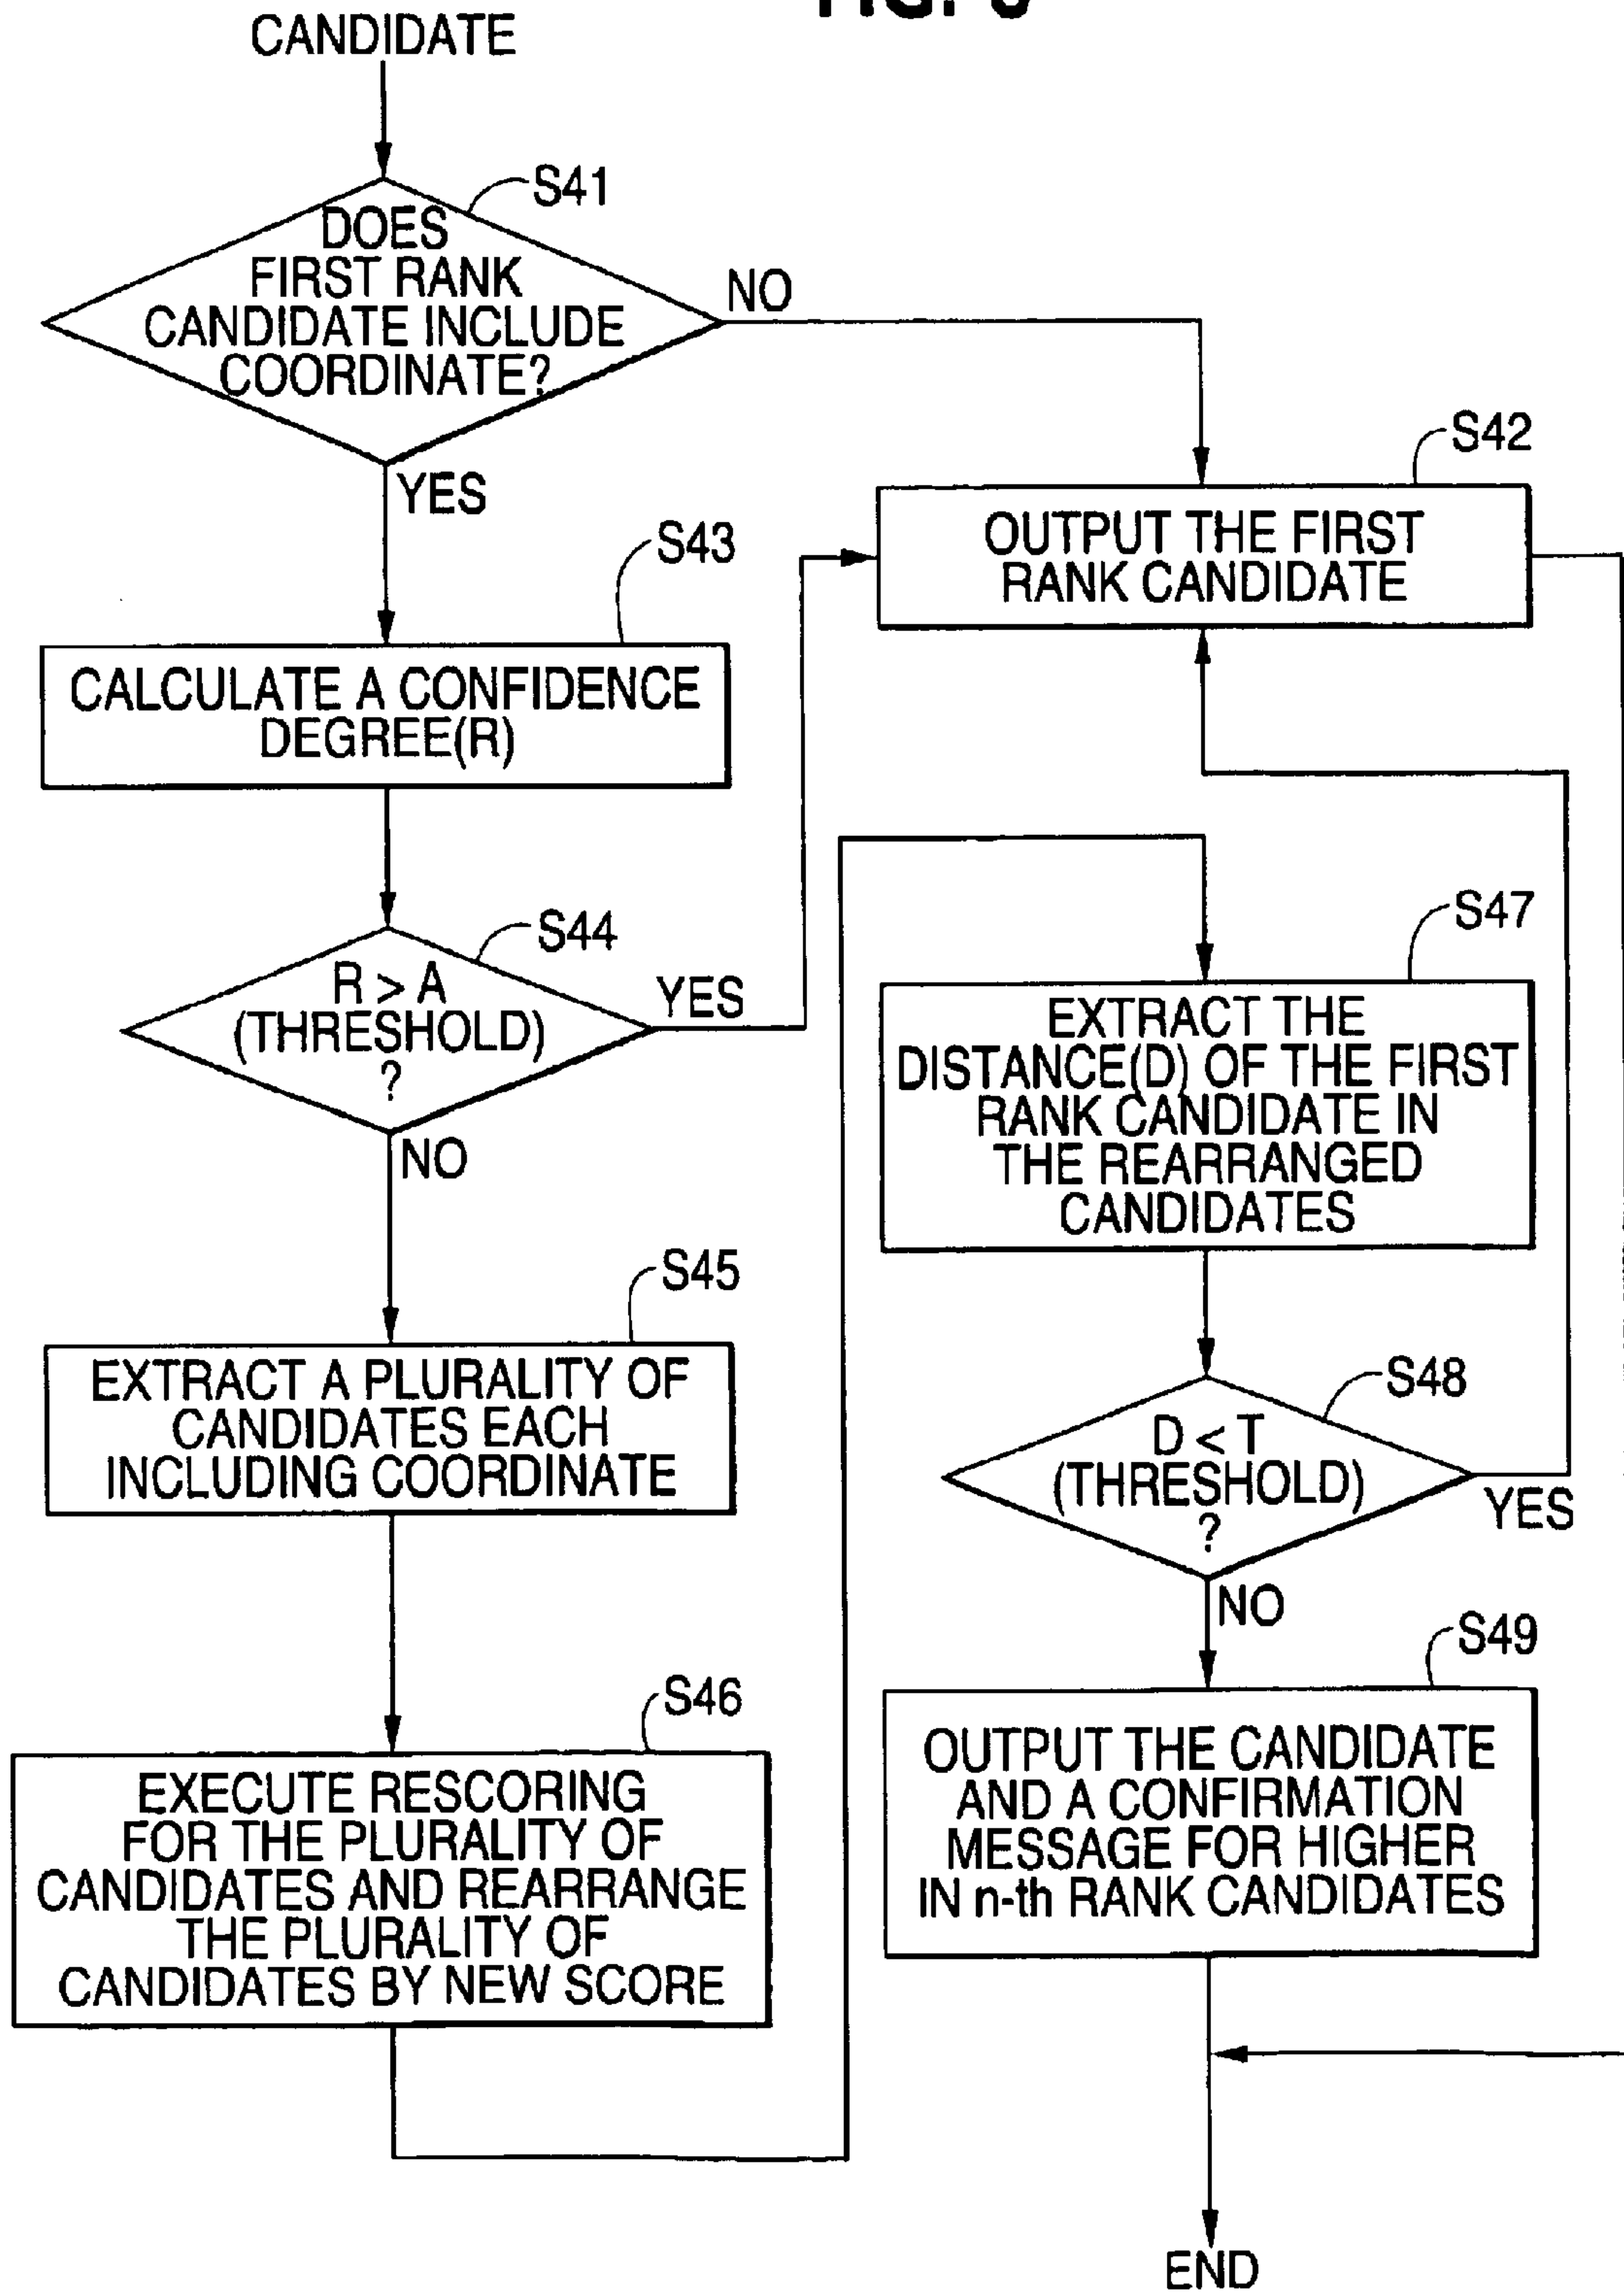 CANDIDATE
S41
DOES
FIRST RANK
CANDIDATE INCLUDE
COORDINATE?
NO
YES
S42
OUTPUT THE FIRST
RANK CANDIDATE
S43
CALCULATE A CONFIDENCE
DEGREE(R)
S44
R > A
(THRESHOLD)
?
YES
NO
S45
EXTRACT A PLURALITY OF
CANDIDATES EACH
INCLUDING COORDINATE
S46
EXECUTE RESCORING
FOR THE PLURALITY OF
CANDIDATES AND REARRANGE
THE PLURALITY OF
CANDIDATES BY NEW SCORE
S47
EXTRACT THE
DISTANCE(D) OF THE FIRST
RANK CANDIDATE IN
THE REARRANGED
CANDIDATES
S48
D < T
(THRESHOLD)
?
YES
NO
S49
OUTPUT THE CANDIDATE
AND A CONFIRMATION
MESSAGE FOR HIGHER
IN n-th RANK CANDIDATES
END